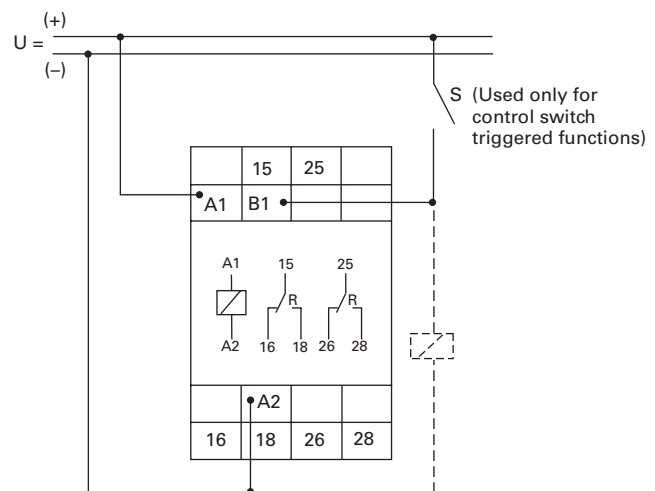 (+)
U =
(–)
S (Used only for
control switch
triggered functions)
15 25
A1 B1
A1 15 25
R R
A2 16 18 26 28
A2
16 18 26 28